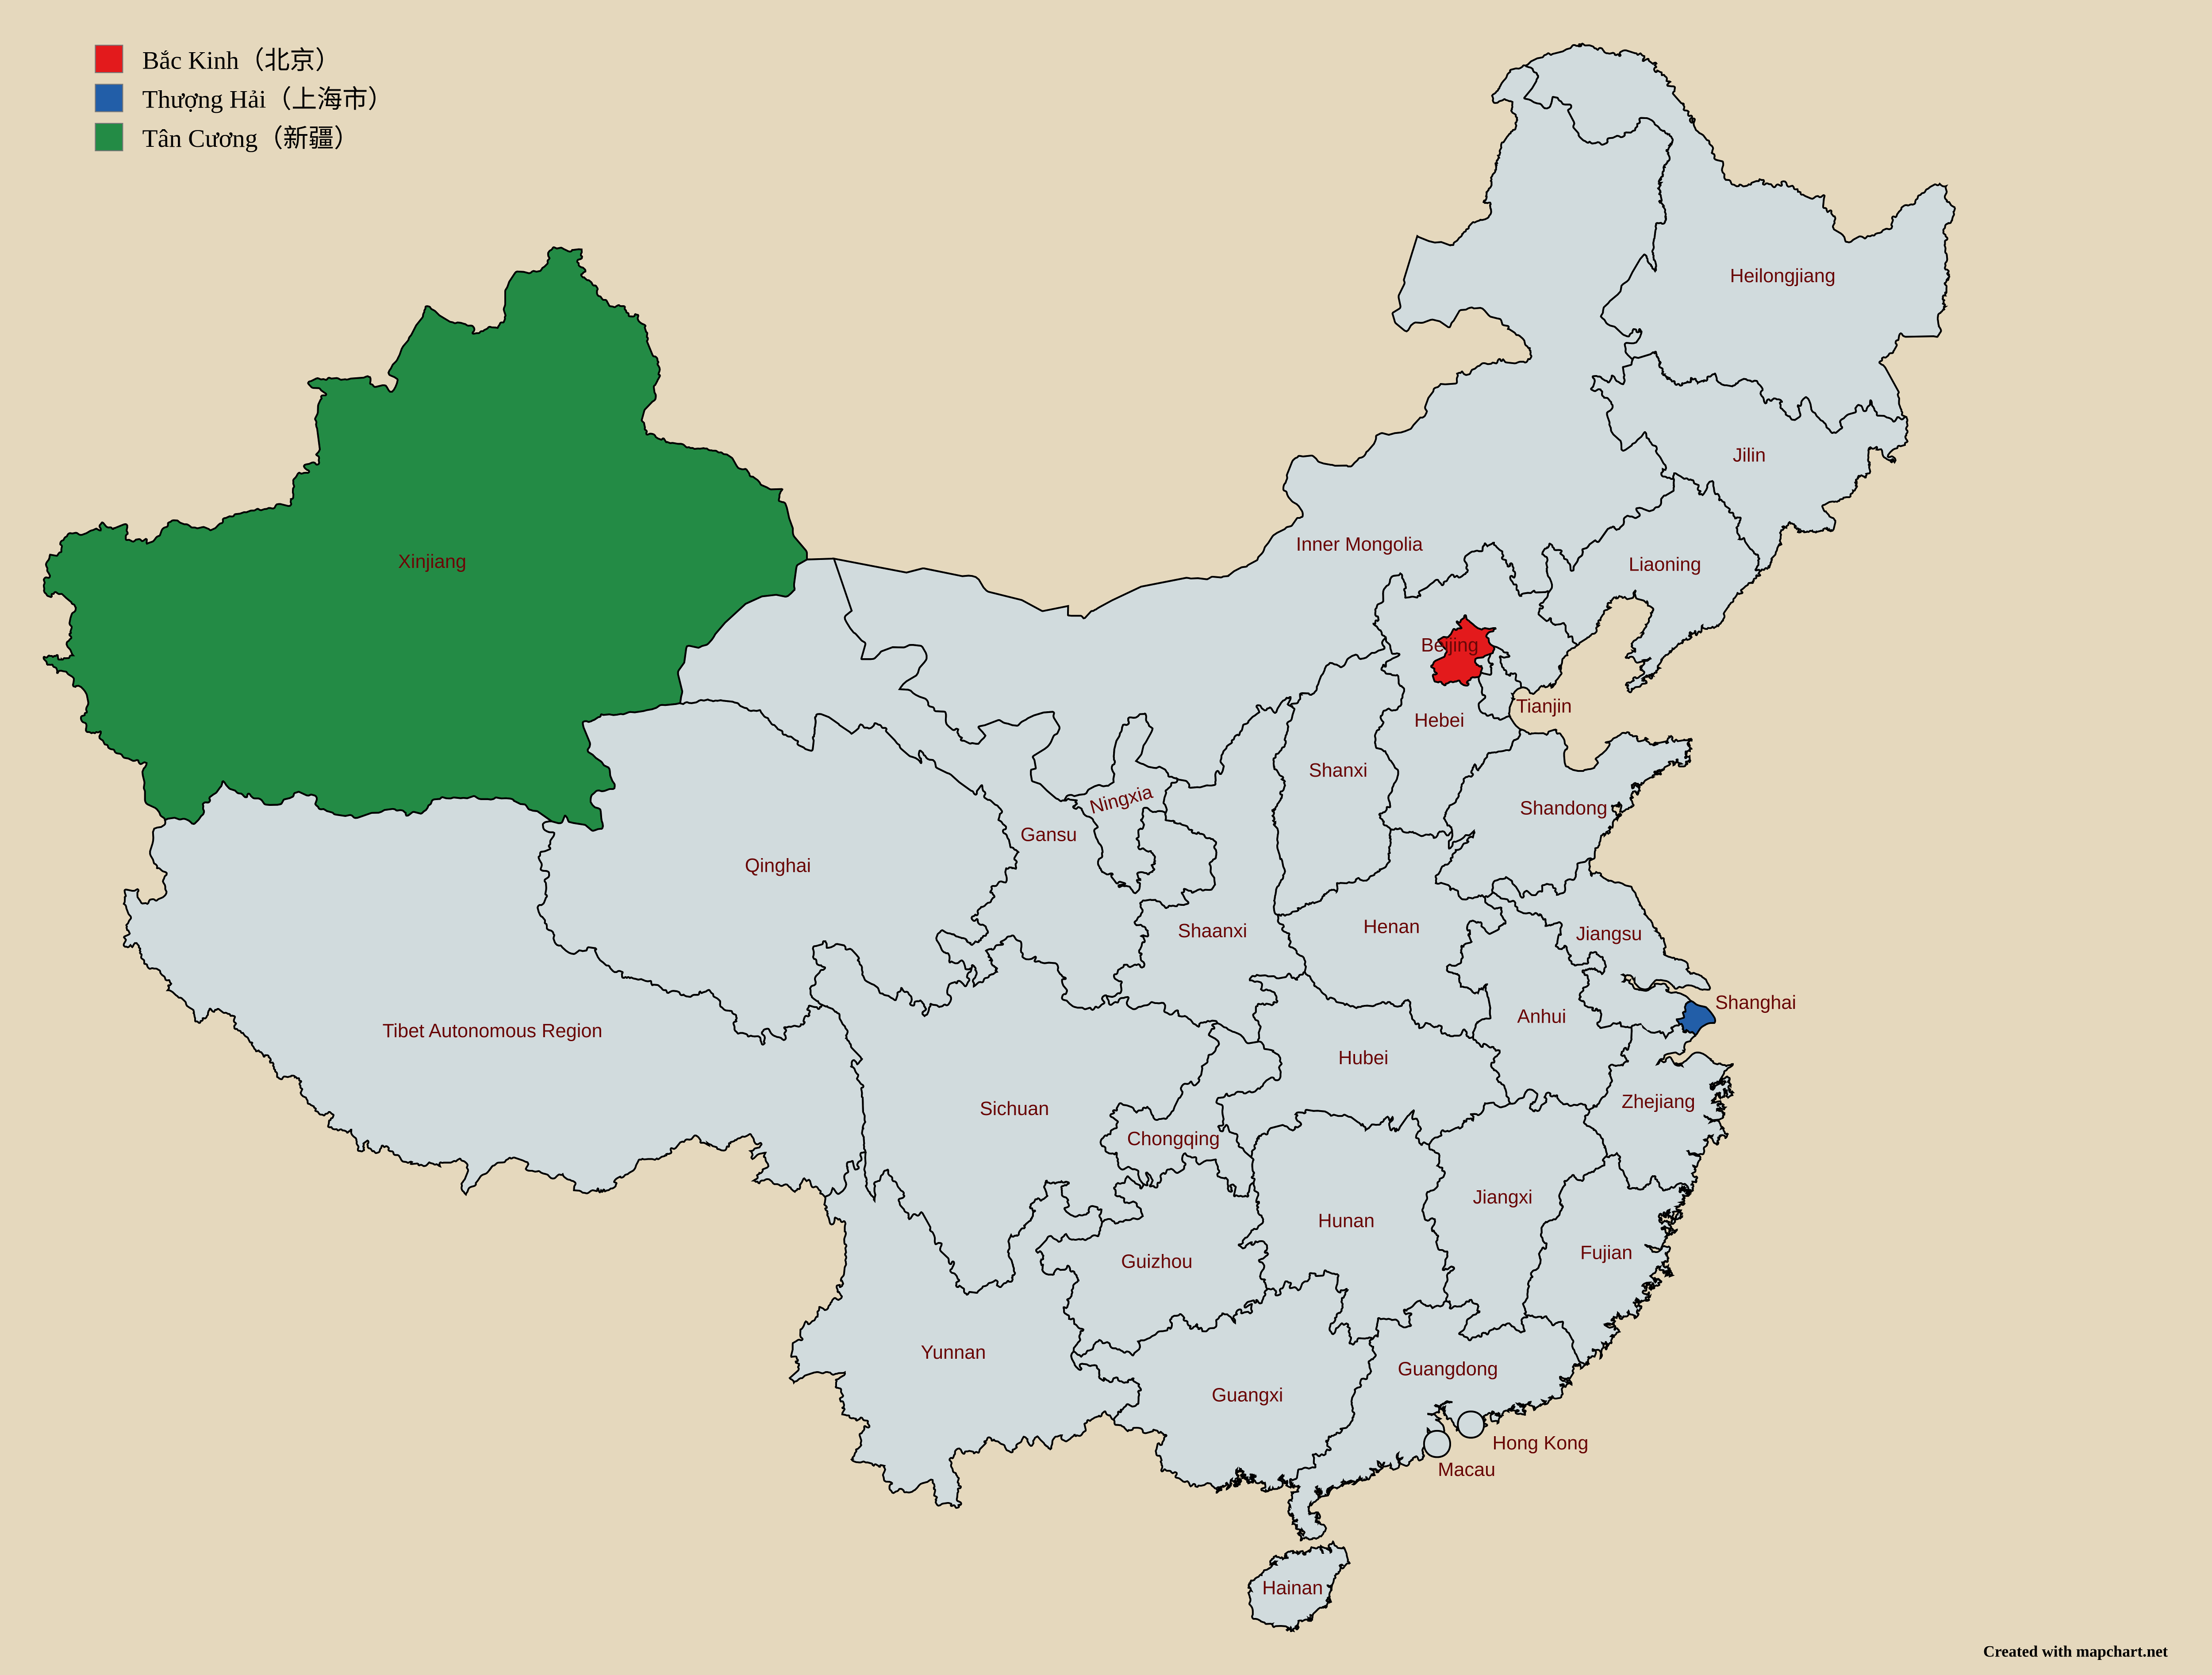 Bắc Kinh（北京）
Thượng Hải（上海市）
Tân Cương（新疆）
Heilongjiang
Jilin
Inner Mongolia
Xinjiang
Liaoning
Beijing
Tianjin
Hebei
Shanxi
Ningxia
Shandong
Gansu
Qinghai
Henan
Shaanxi
Jiangsu
Shanghai
Anhui
Tibet Autonomous Region
Hubei
Zhejiang
Sichuan
Chongqing
Jiangxi
Hunan
Fujian
Guizhou
Yunnan
Guangdong
Guangxi
Hong Kong
Macau
Hainan
Created with mapchart.net